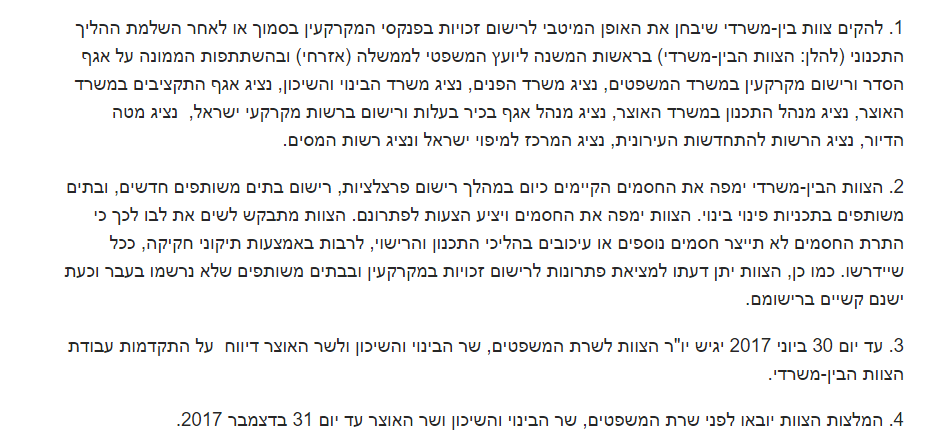 1. להקים צוות בין-משרדי שיבחן את האופן המיטבי לרישום זכויות בפנקסי המקרקעין בסמוך או לאחר השלמת ההליך
התכנוני (להלן: הצוות הבין-משרדי) בראשות המשנה ליועץ המשפטי לממשלה (אזרחי) ובהשתתפות הממונה על אגף
הסדר ורישום מקרקעין במשרד המשפטים, נציג משרד הפנים, נציג משרד הבינוי והשיכון, נציג אגף התקציבים במשרד
האוצר, נציג מנהל התכנון במשרד האוצר, נציג מנהל אגף בכיר בעלות ורישום ברשות מקרקעי ישראל,  נציג מטה
הדיור, נציג הרשות להתחדשות העירונית, נציג המרכז למיפוי ישראל ונציג רשות המסים.
2. הצוות הבין-משרדי ימפה את החסמים הקיימים כיום במהלך רישום פרצלציות, רישום בתים משותפים חדשים, ובתים
משותפים בתכניות פינוי בינוי. הצוות ימפה את החסמים ויציע הצעות לפתרונם. הצוות מתבקש לשים את לבו לכך כי
התרת החסמים לא תייצר חסמים נוספים או עיכובים בהליכי התכנון והרישוי, לרבות באמצעות תיקוני חקיקה, ככל
שיידרשו. כמו כן, הצוות יתן דעתו למציאת פתרונות לרישום זכויות במקרקעין ובבתים משותפים שלא נרשמו בעבר וכעת
ישנם קשיים ברישומם.
3. עד יום 30 ביוני 2017 יגיש יו"ר הצוות לשרת המשפטים, שר הבינוי והשיכון ולשר האוצר דיווח  על התקדמות עבודת
הצוות הבין-משרדי.
4. המלצות הצוות יובאו לפני שרת המשפטים, שר הבינוי והשיכון ושר האוצר עד יום 31 בדצמבר 2017.